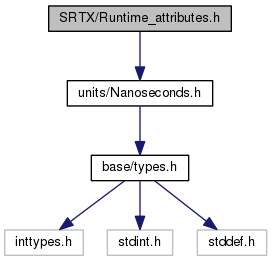 SRTX/Runtime_attributes.h
units/Nanoseconds.h
base/types.h
inttypes.h
stdint.h
stddef.h